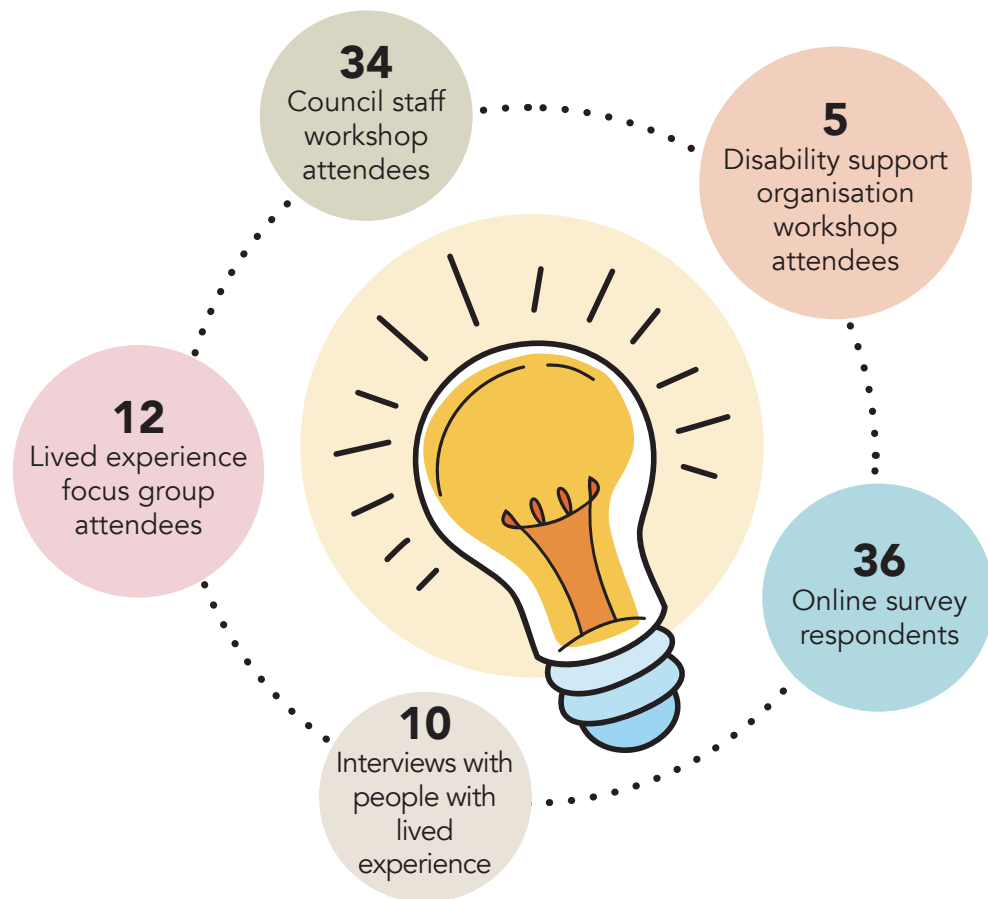 34
Council staff
workshop
attendees
5
Disability support
organisation
workshop
attendees
12
Lived experience
focus group
attendees
36
Online survey
respondents
10
Interviews with
people with
lived
experience